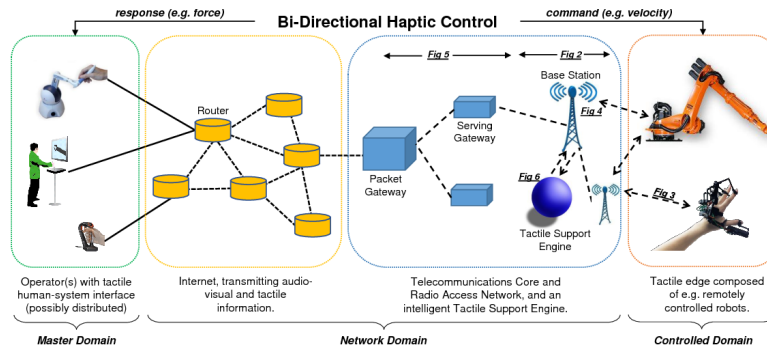 response (e.g. force)
Bi-Directional Haptic Control
command (e.g. velocity)
Fig 5
Fig 2
Base Station
Router
Fig 4
Serving
Gateway
Packet
Gateway
Fig 6
Fig 3
Tactile Support
Engine
Operator(s) with tactile
human-system interface
(possibly distributed)
Internet, transmitting audio-
visual and tactile
information.
Telecommunications Core and
Radio Access Network, and an
intelligent Tactile Support Engine.
Tactile edge composed
of e.g. remotely
controlled robots.
Master Domain
Network Domain
Controlled Domain